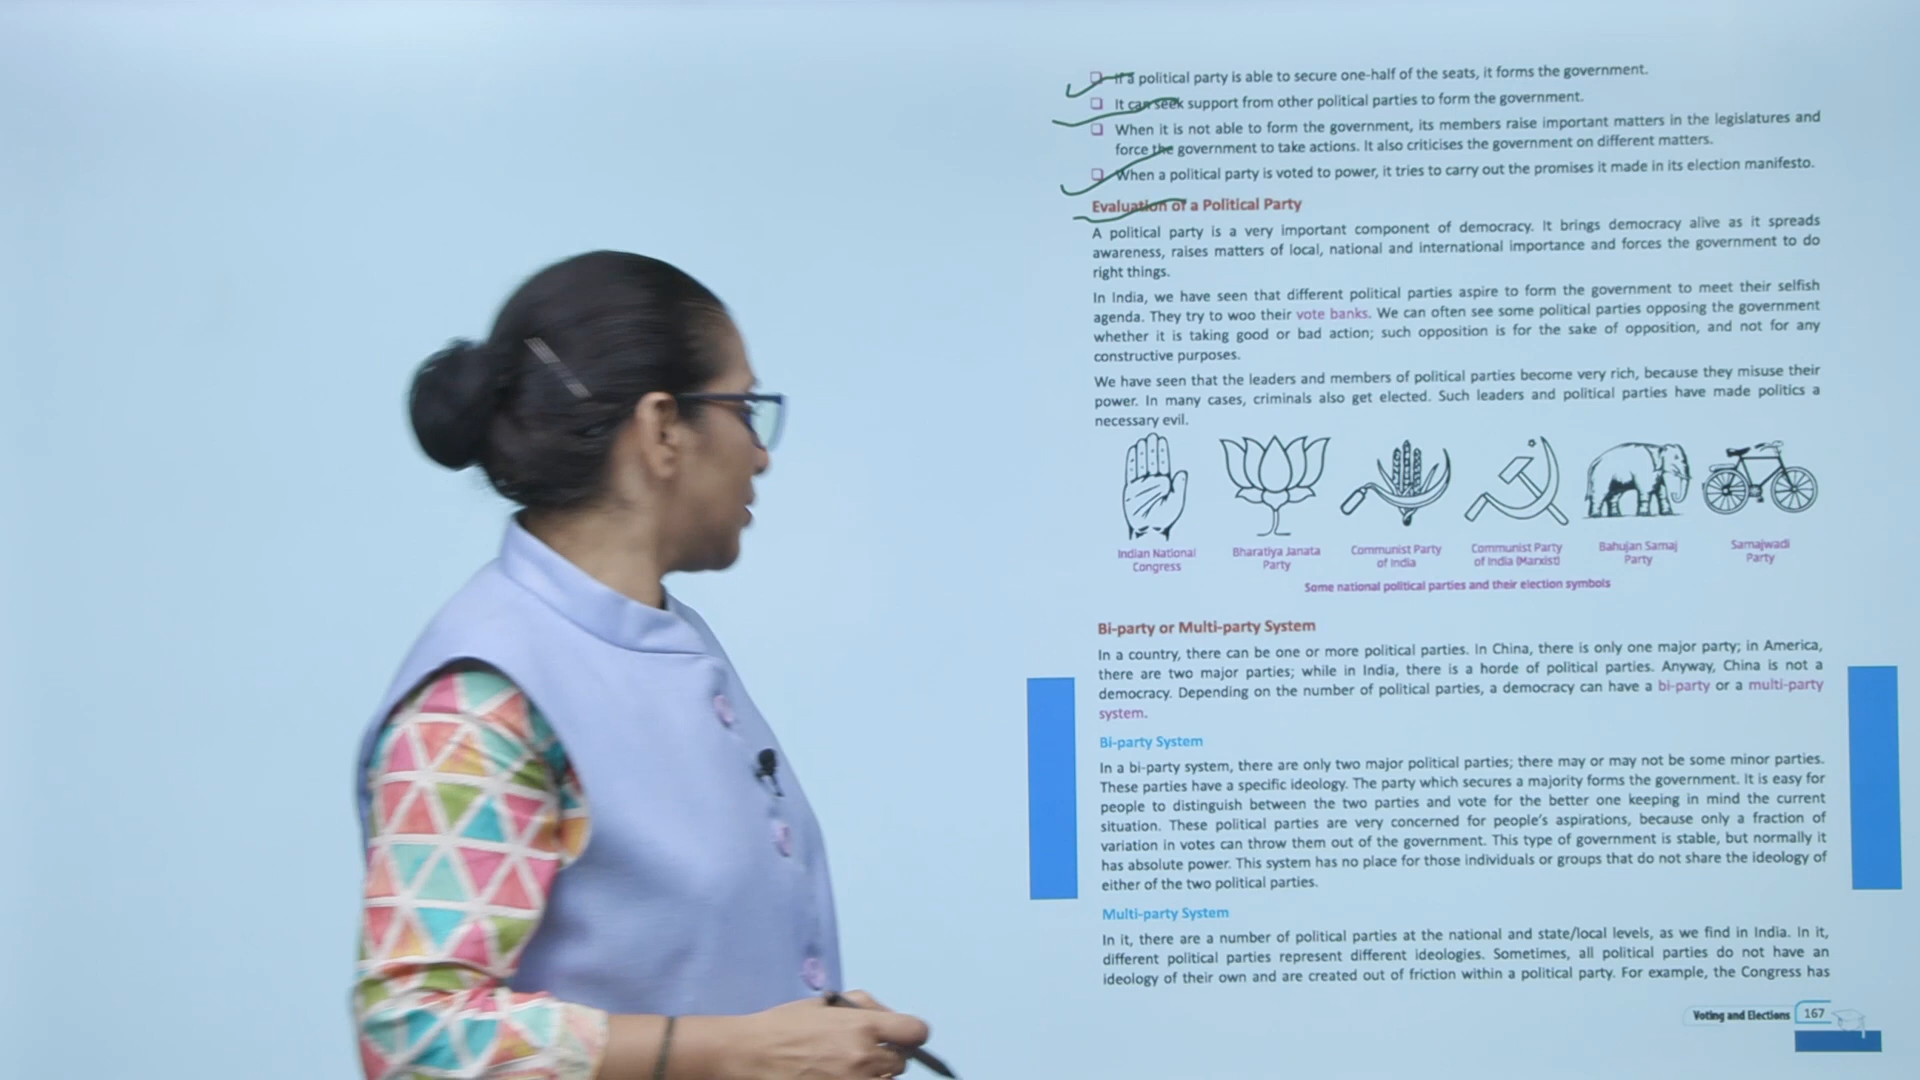 If a political party is able to secure one-half of the seats, it forms the government.
It can seek support from other political parties to form the government.
When it is not able to form the government, its members raise important matters in the legislatures and
force the government to take actions. It also criticises the government on different matters.
When a political party is voted to power, it tries to carry out the promises it made in its election manifesto.
Evaluation of a Political Party
A political party is a very important component of democracy. It brings democracy alive as it spreads
awareness, raises matters of local, national and international importance and forces the government to do
right things.
In India, we have seen that different political parties aspire to form the government to meet their selfish
agenda. They try to woo their vote banks. We can often see some political parties opposing the government
whether it is taking good or bad action; such opposition is for the sake of opposition, and not for any
constructive purposes.
We have seen that the leaders and members of political parties become very rich, because they misuse their
power. In many cases, criminals also get elected. Such leaders and political parties have made politics a
necessary evil.
Indian National
Congress
Bharatiya Janata
Party
Communist Party
of India
Communist Party
of India (Marxist)
Bahujan Samaj
Party
Samajwadi
Party
Some national political parties and their election symbols
Bi-party or Multi-party System
In a country, there can be one or more political parties. In China, there is only one major party; in America,
there are two major parties; while in India, there is a horde of political parties. Anyway, China is not a
democracy. Depending on the number of political parties, a democracy can have a bi-party or a multi-party
system.
Bi-party System
In a bi-party system, there are only two major political parties; there may or may not be some minor parties.
These parties have a specific ideology. The party which secures a majority forms the government. It is easy for
people to distinguish between the two parties and vote for the better one keeping in mind the current
situation. These political parties are very concerned for people's aspirations, because only a fraction of
variation in votes can throw them out of the government. This type of government is stable, but normally it
has absolute power. This system has no place for those individuals or groups that do not share the ideology of
either of the two political parties.
Multi-party System
In it, there are a number of political parties at the national and state/local levels, as we find in India. In it,
different political parties represent different ideologies. Sometimes, all political parties do not have an
ideology of their own and are created out of friction within a political party. For example, the Congress has
Voting and Elections 167